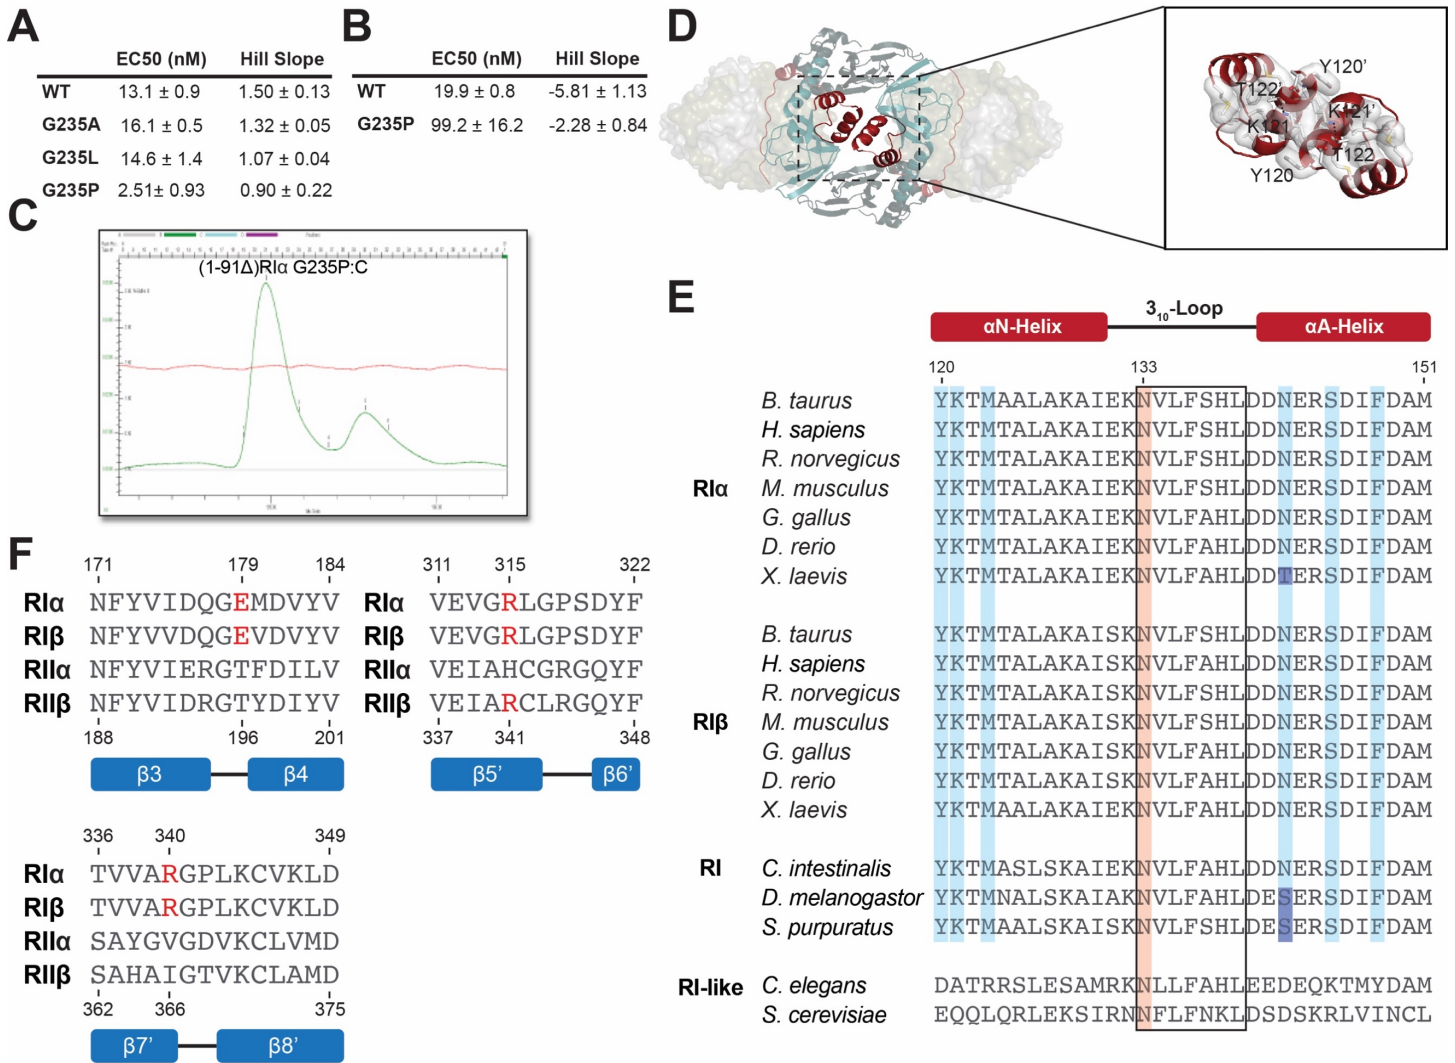 A
EC50 (nM) Hill Slope
WT 13.1 ± 0.9 1.50 ± 0.13
G235A 16.1 ± 0.5 1.32 ± 0.05
G235L 14.6 ± 1.4 1.07 ± 0.04
G235P 2.51± 0.93 0.90 ± 0.22
B
EC50 (nM) Hill Slope
WT 19.9 ± 0.8 -5.81 ± 1.13
G235P 99.2 ± 16.2 -2.28 ± 0.84
C
(1-91Δ)RIα G235P:C
D
Y120'
T122'
K121'
K121
T122
Y120
E
αN-Helix 3₁₀-Loop αA-Helix
120 133 151
RIα
B. taurus YKTMAALAKAIEKNVLFSHLDDNERSDIFDAM
H. sapiens YKTMTALAKAIEKNVLFSHLDDNERSDIFDAM
R. norvegicus YKTMTALAKAIEKNVLFSHLDDNERSDIFDAM
M. musculus YKTMTALAKAIEKNVLFSHLDDNERSDIFDAM
G. gallus YKTMTALAKAIEKNVLFAHLDDNERSDIFDAM
D. rerio YKTMTALAKAIEKNVLFAHLDDNERSDIFDAM
X. laevis YKTMTALAKAIEKNVLFAHLDDTERSDIFDAM
RIβ
B. taurus YKTMTALAKAISKNVLFAHLDDNERSDIFDAM
H. sapiens YKTMTALAKAISKNVLFAHLDDNERSDIFDAM
R. norvegicus YKTMTALAKAISKNVLFSHLDDNERSDIFDAM
M. musculus YKTMTALAKAISKNVLFSHLDDNERSDIFDAM
G. gallus YKTMTALAKAISKNVLFAHLDDNERSDIFDAM
D. rerio YKTMTALAKAISKNVLFAHLDDNERSDIFDAM
X. laevis YKTMAALAKAISKNVLFAHLDDNERSDIFDAM
RI
C. intestinalis YKTMASLSKAIEKNVLFAHLDDNERSDIFDAM
D. melanogastor YKTMNALSKAIAKNVLFAHLDESERSDIFDAM
S. purpuratus YKTMAALSKAISKNVLFSHLDESERSDIFDAM
RI-like
C. elegans DATRRSLESAMRKNLLFAHLEEDEQKTMYDAM
S. cerevisiae EQQLQRLEKSIRNNFLFNKLDSDSKRLVINCL
F
171 179 184
RIα NFYVIDQGEMDVYV
RIβ NFYVVDQGEVDVYV
RIIα NFYVIERGTFDILV
RIIβ NFYVIDRGTYDIYV
188 196 201
β3 β4
311 315 322
RIα VEVGRLGPSDYF
RIβ VEVGRLGPSDYF
RIIα VEIAHCGRGQYF
RIIβ VEIARCLRGQYF
337 341 348
β5' β6'
336 340 349
RIα TVVARGPLKCVKLD
RIβ TVVARGPLKCVKLD
RIIα SAYGVGDVKCLVMD
RIIβ SAHAIGTVKCLAMD
362 366 375
β7' β8'